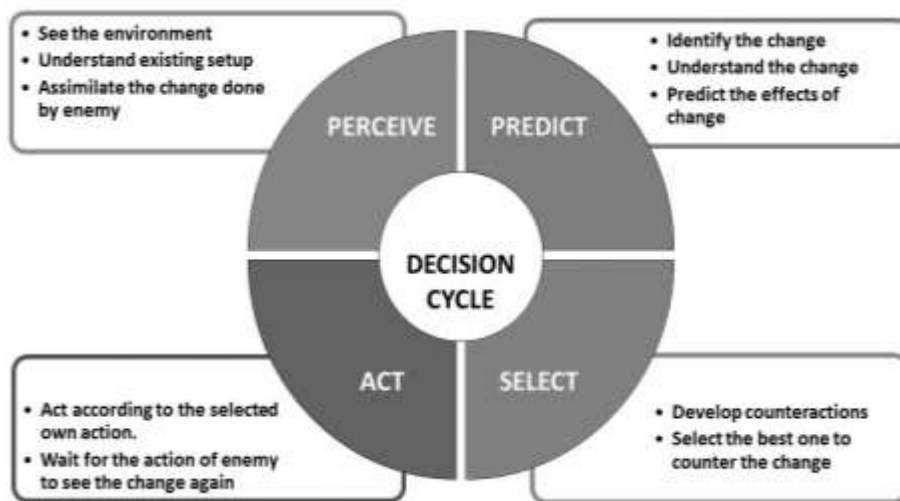 • See the environment
• Understand existing setup
• Assimilate the change done
by enemy
• Identify the change
• Understand the change
• Predict the effects of
change
PERCEIVE
PREDICT
DECISION
CYCLE
ACT
SELECT
• Act according to the selected
own action.
• Wait for the action of enemy
to see the change again
• Develop counteractions
• Select the best one to
counter the change